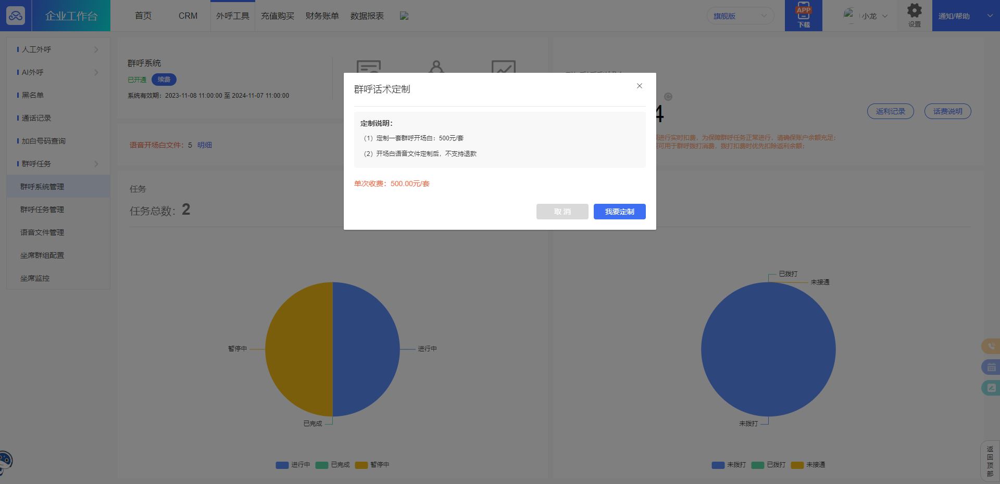 企业工作台
首页
CRM
外呼工具
充值购买
财务账单
数据报表
旗舰版
APP
下载
小龙
设置
通知/帮助
人工外呼
AI外呼
黑名单
通话记录
加白号码查询
群呼任务
群呼系统管理
群呼任务管理
语音文件管理
坐席群组配置
坐席监控
群呼系统
已开通
续费
系统有效期：2023-11-08 11:00:00 至 2024-11-07 11:00:00
语音开场白文件：5 明细
群呼话术定制
定制说明：
（1）定制一套群呼开场白：500元/套
（2）开场白语音文件定制后，不支持退款
单次收费：500.00元/套
取 消
我要定制
4
返利记录
话费说明
进行实时扣费，为保障群呼任务正常进行，请确保账户余额充足；
可用于群呼拨打消费，拨打扣费时优先扣除返利余额；
任务
任务总数：2
暂停中
进行中
已完成
进行中
已完成
暂停中
已拨打
未接通
未拨打
未拨打
已拨打
未接通
返
回
顶
部